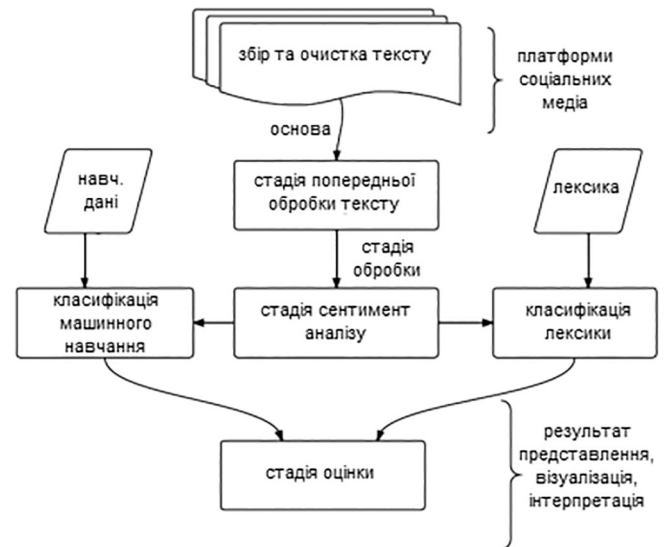 збір та очистка тексту
платформи
соціальних
медіа
основа
навч.
дані
стадія попередньої
обробки тексту
лексика
стадія
обробки
класифікація
машинного
навчання
стадія сентимент
аналізу
класифікація
лексики
стадія оцінки
результат
представлення,
візуалізація,
інтерпретація